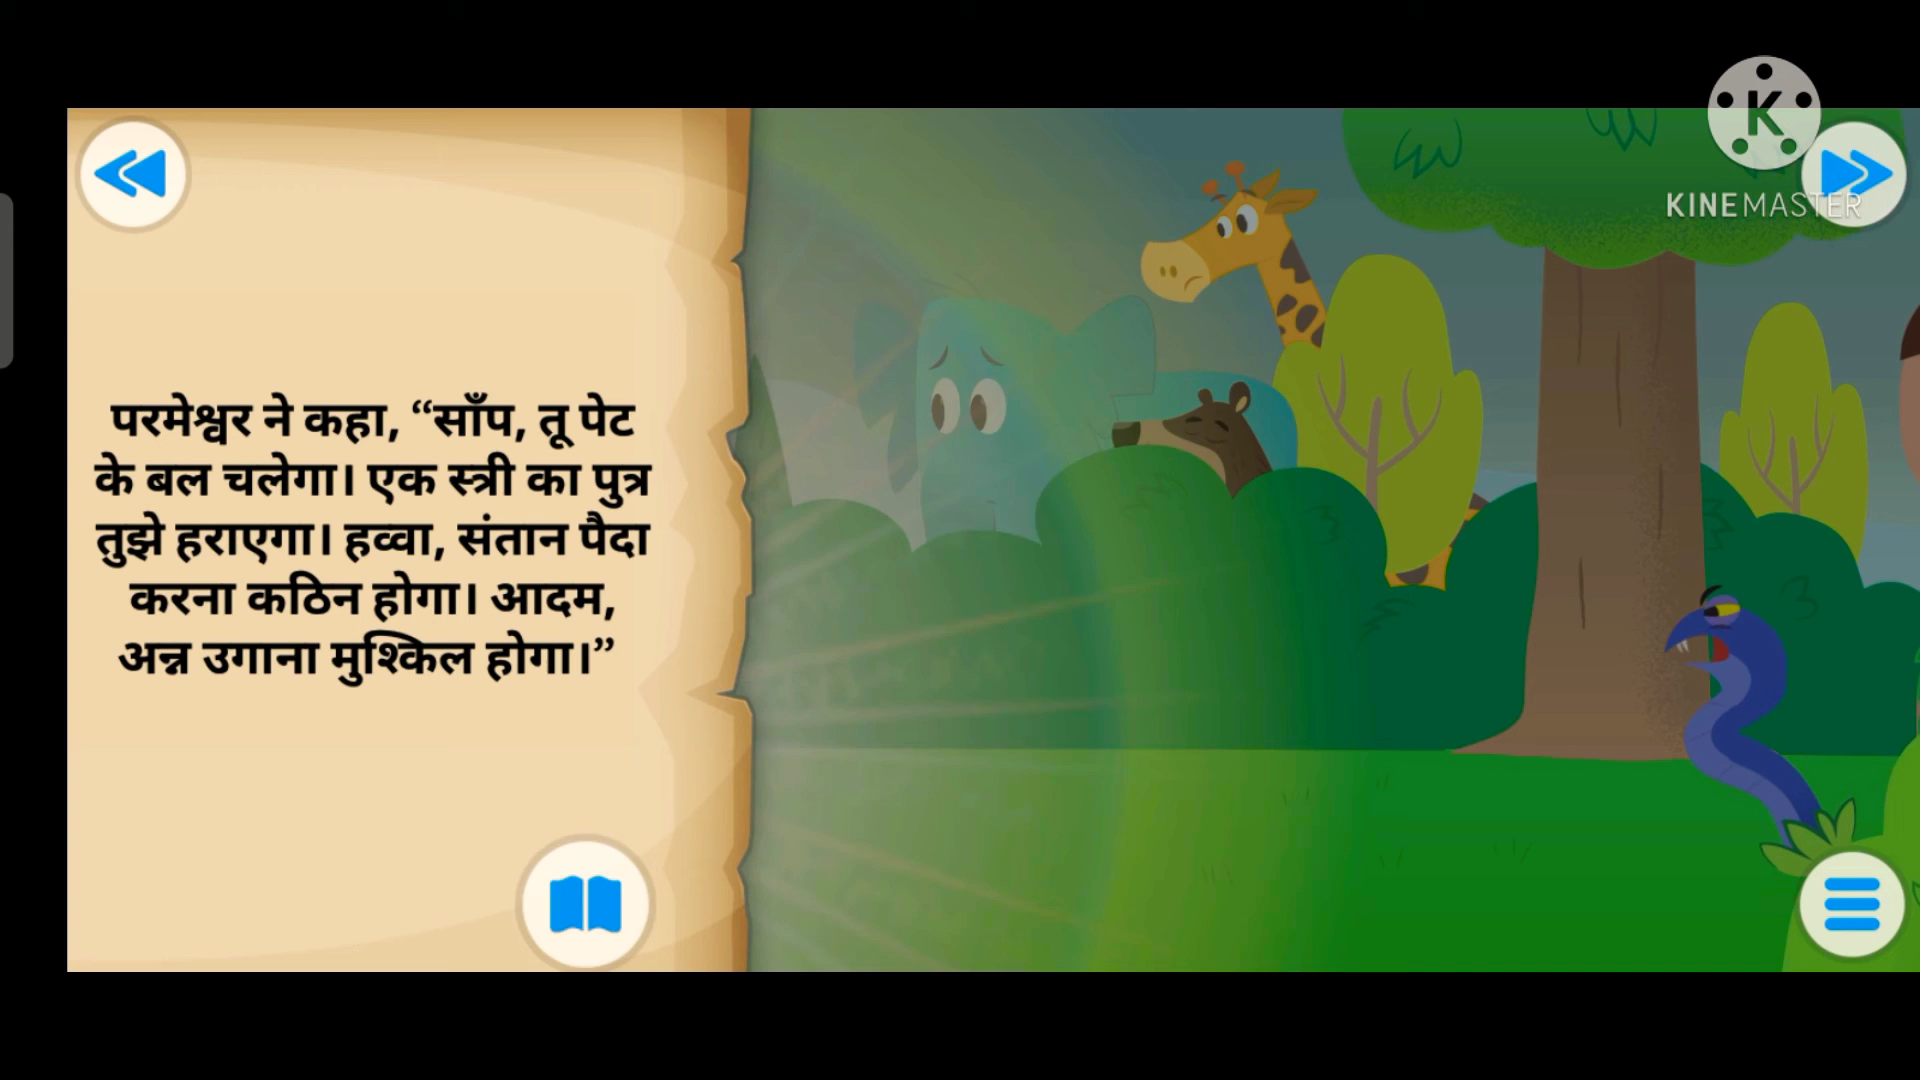 परमेश्वर ने कहा, “साँप, तू पेट
के बल चलेगा। एक स्त्री का पुत्र
तुझे हराएगा। हव्वा, संतान पैदा
करना कठिन होगा। आदम,
अन्न उगाना मुश्किल होगा।”
K
KINEMASTER